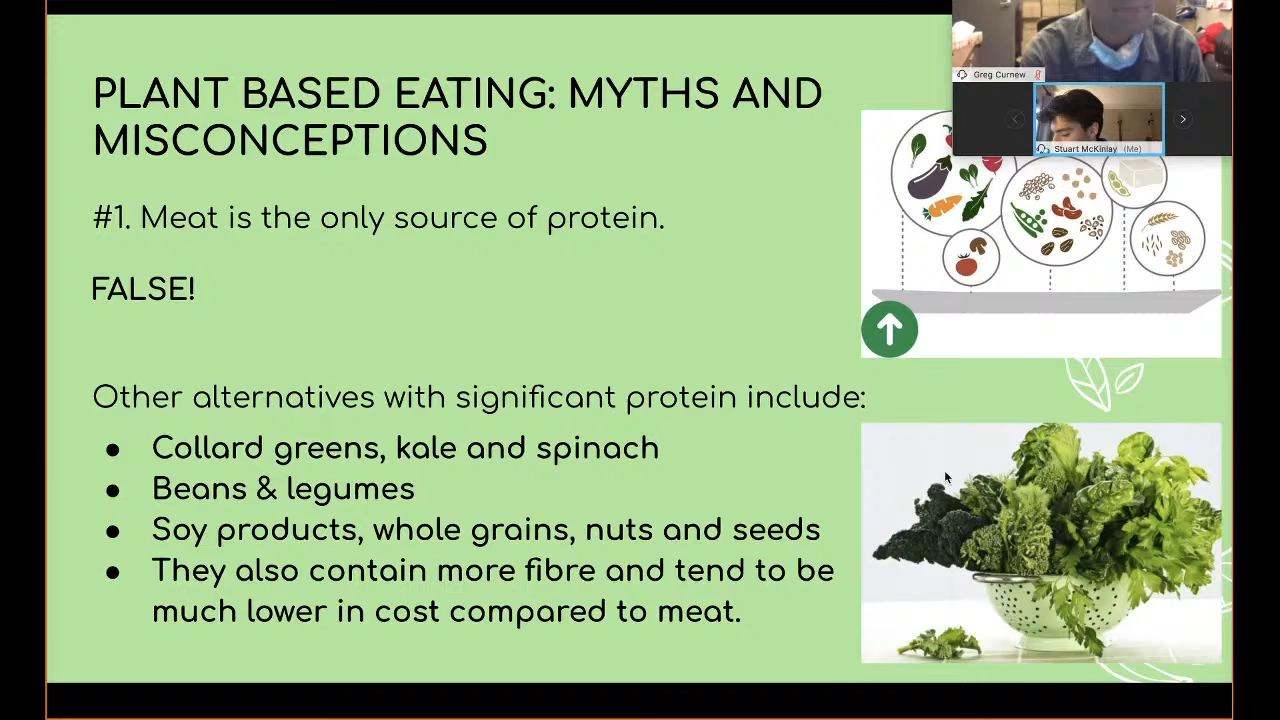 PLANT BASED EATING: MYTHS AND
MISCONCEPTIONS
Greg Curnew
Stuart McKinlay (Me)
#1. Meat is the only source of protein.
FALSE!
Other alternatives with significant protein include:
● Collard greens, kale and spinach
● Beans & legumes
● Soy products, whole grains, nuts and seeds
● They also contain more fibre and tend to be
much lower in cost compared to meat.